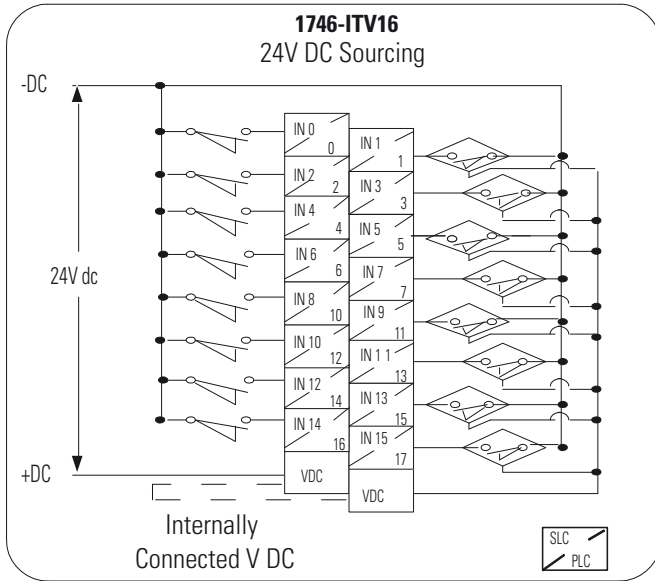 1746-ITV16
24V DC Sourcing
-DC
24V dc
+DC
IN 0
0
IN 1
1
IN 2
2
IN 3
3
IN 4
4
IN 5
5
IN 6
6
IN 7
7
IN 8
10
IN 9
11
IN 10
12
IN 1 1
13
IN 12
14
IN 13
15
IN 14
16
IN 15
17
VDC
VDC
Internally
Connected V DC
SLC
PLC